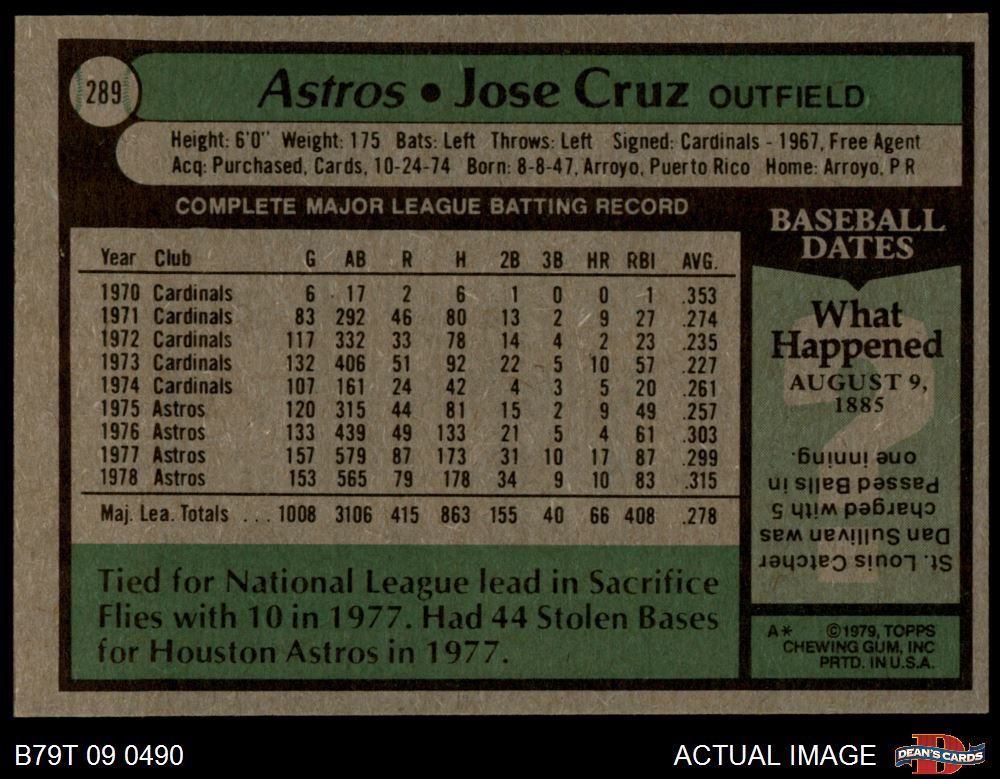 289
Astros • Jose Cruz OUTFIELD
Height: 6'0" Weight: 175 Bats: Left Throws: Left Signed: Cardinals - 1967, Free Agent
Acq: Purchased, Cards, 10-24-74 Born: 8-8-47, Arroyo, Puerto Rico Home: Arroyo, P R
COMPLETE MAJOR LEAGUE BATTING RECORD
Year Club G AB R H 2B 3B HR RBI AVG.
1970 Cardinals 6 17 2 6 1 0 0 1 .353
1971 Cardinals 83 292 46 80 13 2 9 27 .274
1972 Cardinals 117 332 33 78 14 4 2 23 .235
1973 Cardinals 132 406 51 92 22 5 10 57 .227
1974 Cardinals 107 161 24 42 4 3 5 20 .261
1975 Astros 120 315 44 81 15 2 9 49 .257
1976 Astros 133 439 49 133 21 5 4 61 .303
1977 Astros 157 579 87 173 31 10 17 87 .299
1978 Astros 153 565 79 178 34 9 10 83 .315
Maj. Lea. Totals ... 1008 3106 415 863 155 40 66 408 .278
Tied for National League lead in Sacrifice
Flies with 10 in 1977. Had 44 Stolen Bases
for Houston Astros in 1977.
BASEBALL
DATES
What
Happened
AUGUST 9,
1885
St. Louis Catcher
Dan Sullivan was
charged with 5
Passed Balls in
one inning.
A* ©1979, TOPPS
CHEWING GUM, INC
PRTD. IN U.S.A.
B79T 09 0490
ACTUAL IMAGE
DEAN'S CARDS